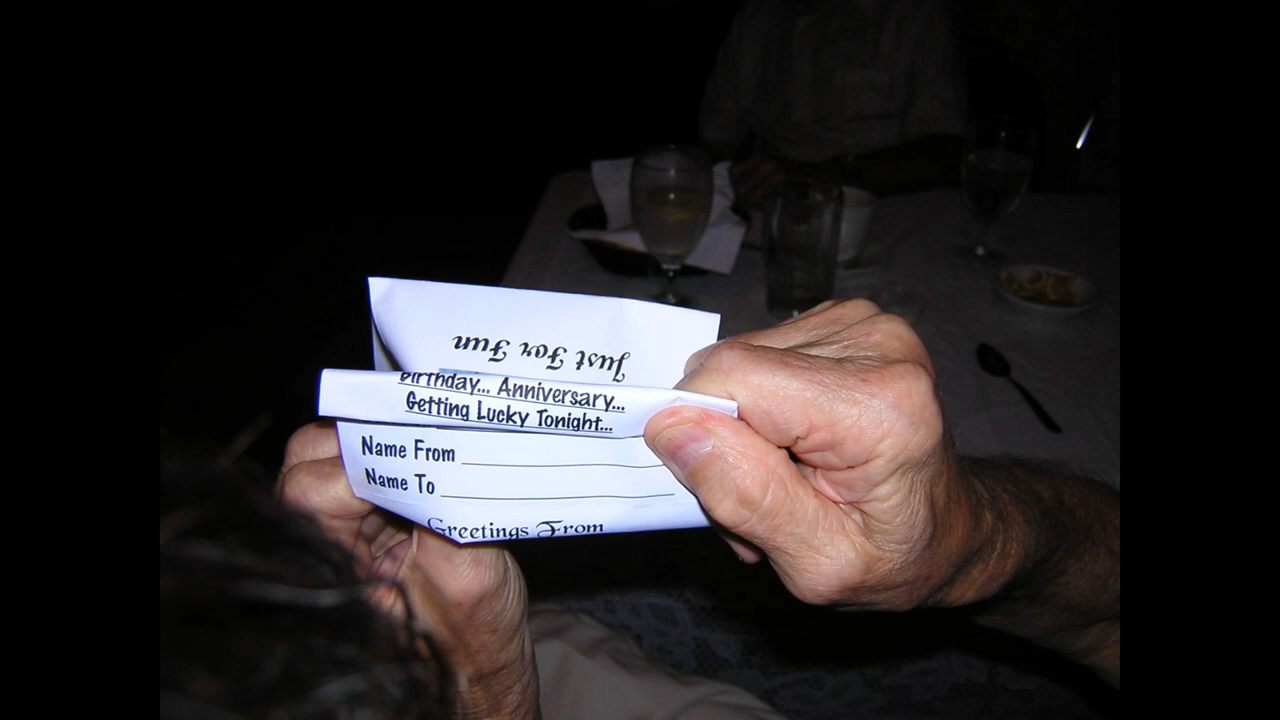 Just For Fun
Birthday... Anniversary...
Getting Lucky Tonight...
Name From
Name To
Greetings From